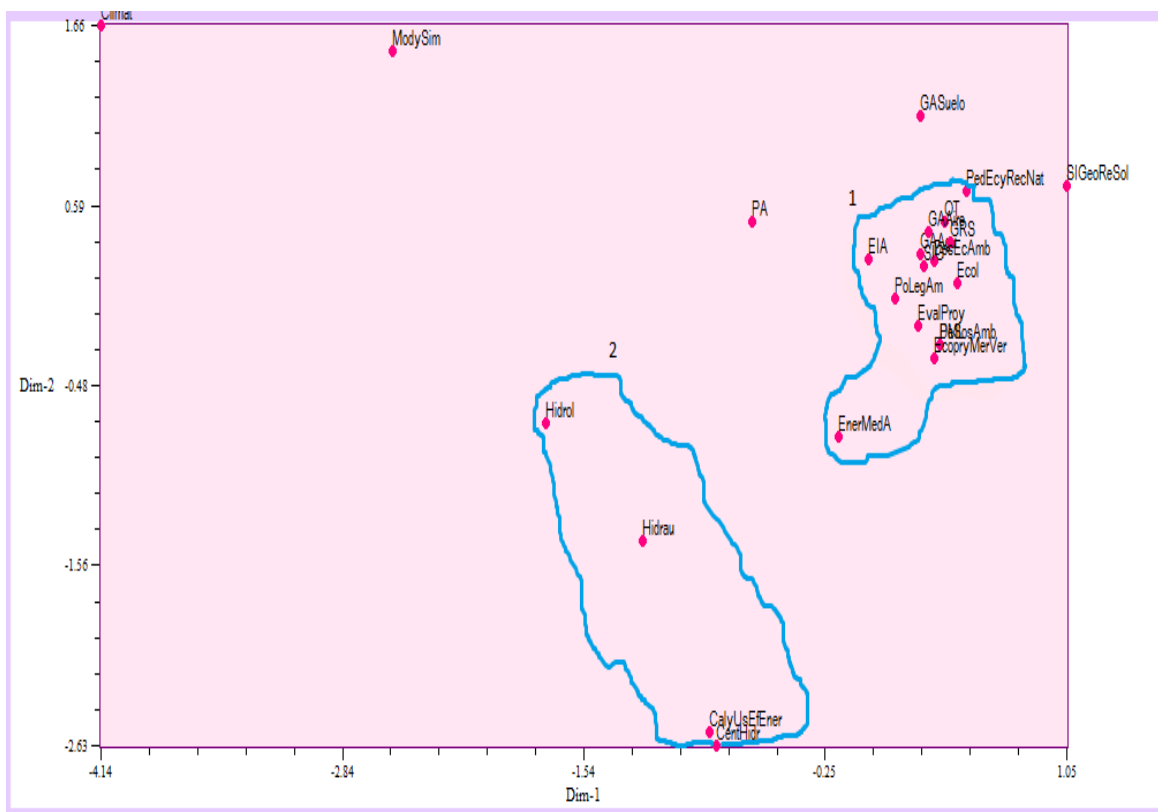 Climat
1.66
ModySim
GASuelo
SIGeoReSol
PedEcyRecNat
1
0.59
PA
OT
GRS
EIA
Ecol
PoLegAm
EvalProy
EcopryMerVer
2
Dim-2
-0.48
Hidrol
EnerMedA
Hidrau
-1.56
CalyUsEfEner
CentHidr
-2.63
-4.14
-2.84
-1.54
-0.25
1.05
Dim-1